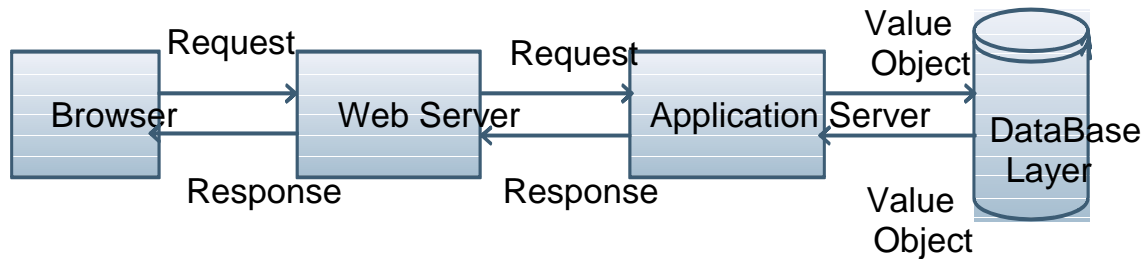 Request
Request
Value
Object
Browser
Web Server
Application Server
DataBase
Layer
Response
Response
Value
Object